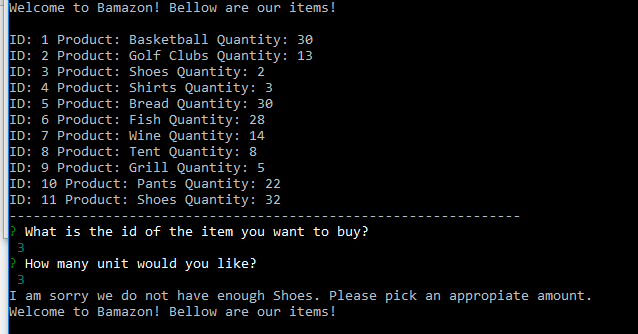 Welcome to Bamazon! Bellow are our items!
ID: 1 Product: Basketball Quantity: 30
ID: 2 Product: Golf Clubs Quantity: 13
ID: 3 Product: Shoes Quantity: 2
ID: 4 Product: Shirts Quantity: 3
ID: 5 Product: Bread Quantity: 30
ID: 6 Product: Fish Quantity: 28
ID: 7 Product: Wine Quantity: 14
ID: 8 Product: Tent Quantity: 8
ID: 9 Product: Grill Quantity: 5
ID: 10 Product: Pants Quantity: 22
ID: 11 Product: Shoes Quantity: 32
----------------------------------------------------------------
? What is the id of the item you want to buy?
3
? How many unit would you like?
3
I am sorry we do not have enough Shoes. Please pick an appropiate amount.
Welcome to Bamazon! Bellow are our items!